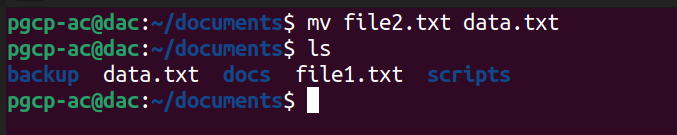 pgcp-ac@dac:~/documents$ mv file2.txt data.txt
pgcp-ac@dac:~/documents$ ls
backup  data.txt  docs  file1.txt  scripts
pgcp-ac@dac:~/documents$